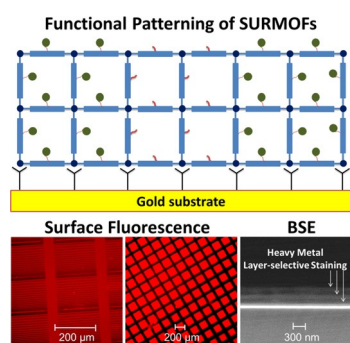 Functional Patterning of SURMOFs
Gold substrate
Surface Fluorescence
BSE
Heavy Metal
Layer-selective Staining
200 µm
200 µm
300 nm